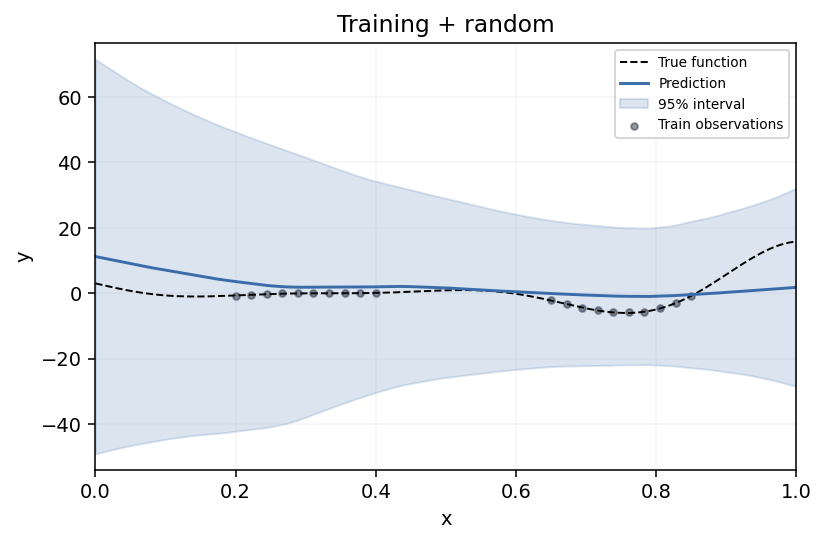 Training + random
True function
Prediction
95% interval
Train observations
y
60
40
20
0
−20
−40
0.0 0.2 0.4 0.6 0.8 1.0
x